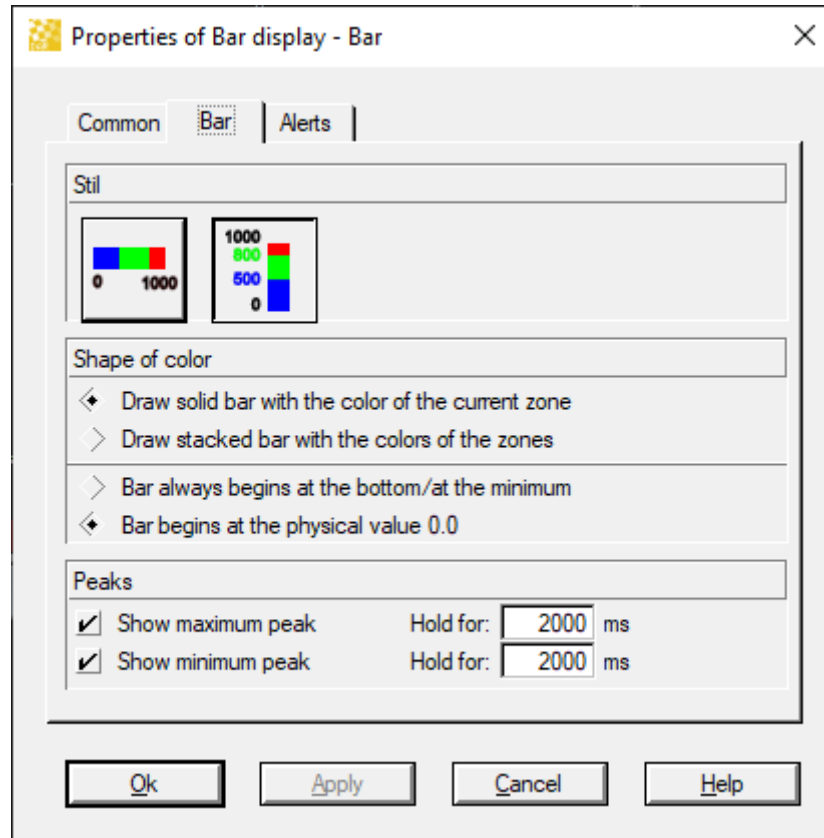 Properties of Bar display - Bar
Common Bar Alerts
Stil
0 1000
1000
800
500
0
Shape of color
Draw solid bar with the color of the current zone
Draw stacked bar with the colors of the zones
Bar always begins at the bottom/at the minimum
Bar begins at the physical value 0.0
Peaks
Show maximum peak Hold for: 2000 ms
Show minimum peak Hold for: 2000 ms
Ok Apply Cancel Help